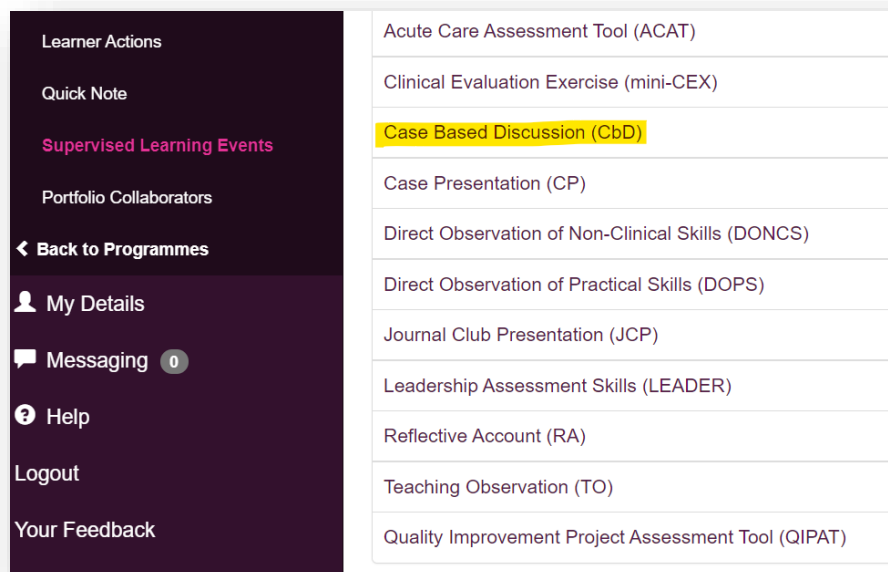 Learner Actions
Quick Note
Supervised Learning Events
Portfolio Collaborators
Back to Programmes
My Details
Messaging 0
Help
Logout
Your Feedback
Acute Care Assessment Tool (ACAT)
Clinical Evaluation Exercise (mini-CEX)
Case Based Discussion (CbD)
Case Presentation (CP)
Direct Observation of Non-Clinical Skills (DONCS)
Direct Observation of Practical Skills (DOPS)
Journal Club Presentation (JCP)
Leadership Assessment Skills (LEADER)
Reflective Account (RA)
Teaching Observation (TO)
Quality Improvement Project Assessment Tool (QIPAT)